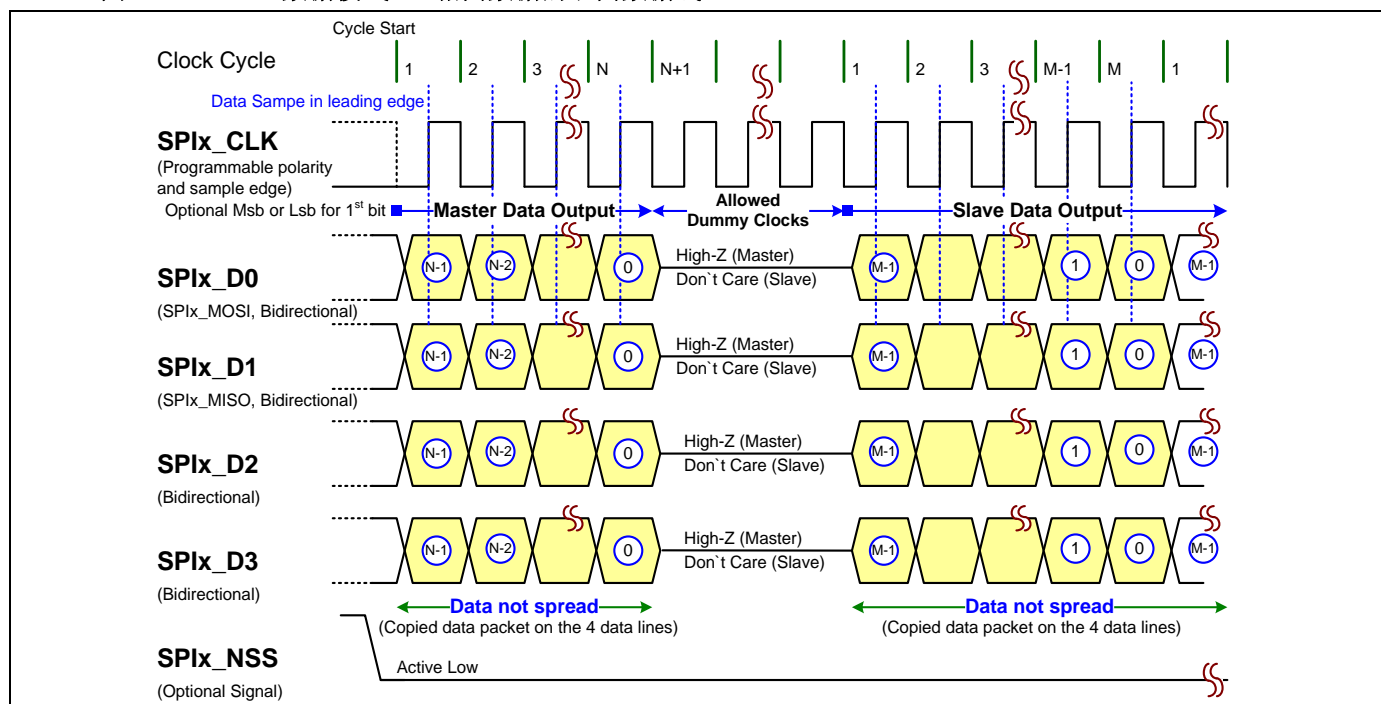 Cycle Start
Clock Cycle
1 2 3 N N+1 1 2 3 M-1 M 1
Data Sampe in leading edge
SPIx_CLK
(Programmable polarity
and sample edge)
Optional Msb or Lsb for 1st bit
Master Data Output
Allowed
Dummy Clocks
Slave Data Output
SPIx_D0
(SPIx_MOSI, Bidirectional)
N-1 N-2 0
High-Z (Master)
Don`t Care (Slave)
M-1 1 0 M-1
SPIx_D1
(SPIx_MISO, Bidirectional)
N-1 N-2 0
High-Z (Master)
Don`t Care (Slave)
M-1 1 0 M-1
SPIx_D2
(Bidirectional)
N-1 N-2 0
High-Z (Master)
Don`t Care (Slave)
M-1 1 0 M-1
SPIx_D3
(Bidirectional)
N-1 N-2 0
High-Z (Master)
Don`t Care (Slave)
M-1 1 0 M-1
Data not spread
(Copied data packet on the 4 data lines)
Data not spread
(Copied data packet on the 4 data lines)
SPIx_NSS
(Optional Signal)
Active Low